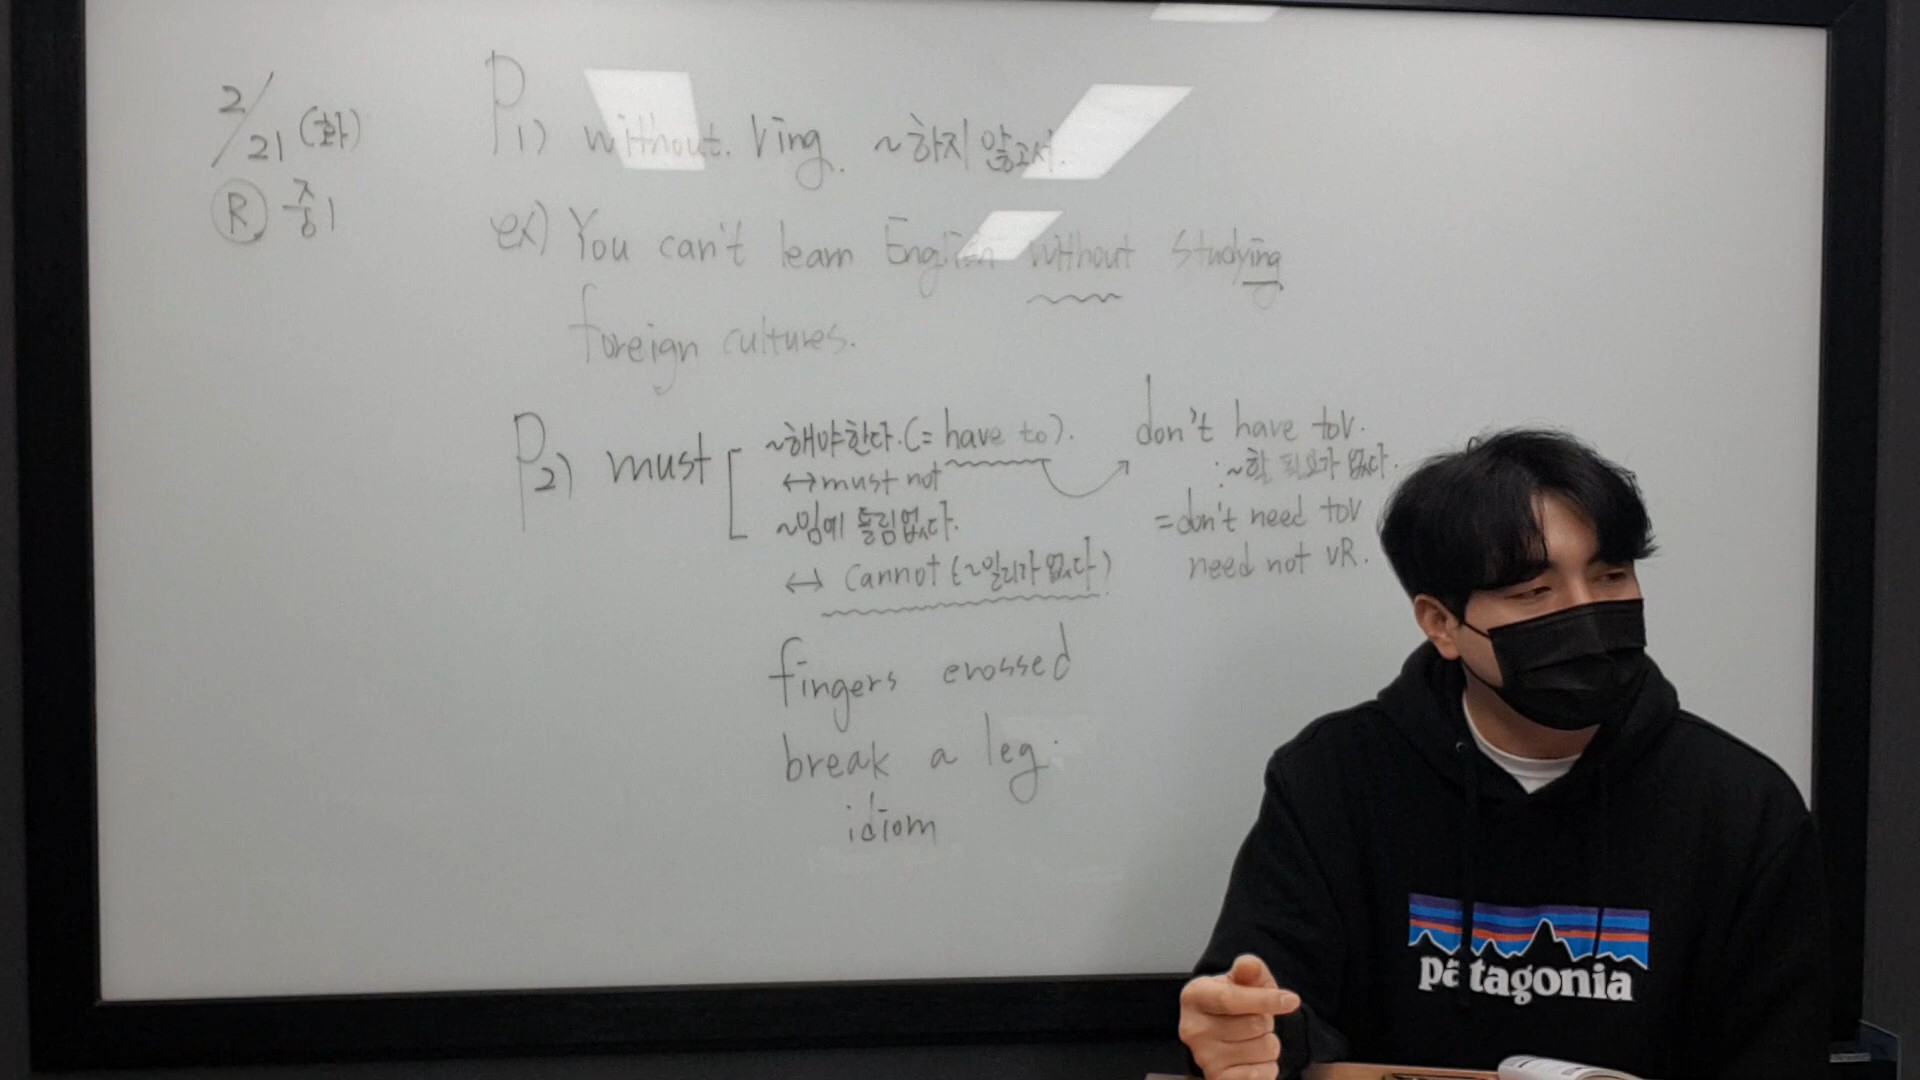 2/21 (화)
Ⓡ 중1
P1) without. Ving. ~하지 않고서.
ex) You can't learn English without studying
foreign cultures.
P2) must
~해야한다. (= have to).
↔ must not
~임에 틀림없다.
↔ cannot (~일리가 없다)
don't have toV.
: ~할 필요가 없다.
= don't need toV
need not VR.
fingers crossed
break a leg.
idiom
patagonia